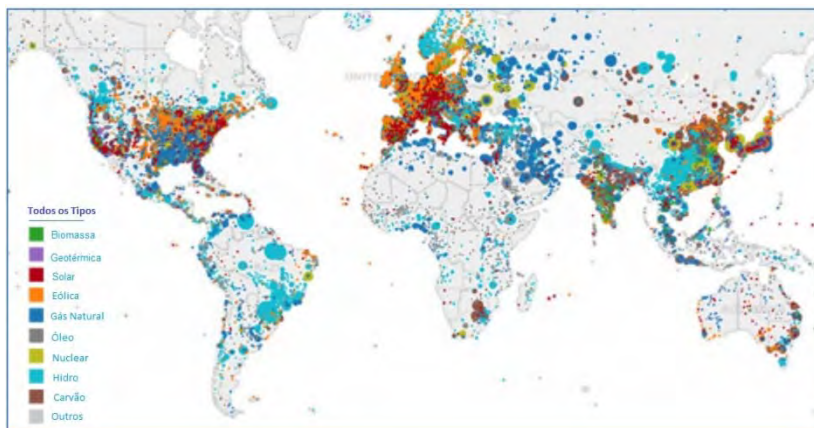 Todos os Tipos
Biomassa
Geotérmica
Solar
Eólica
Gás Natural
Óleo
Nuclear
Hidro
Carvão
Outros